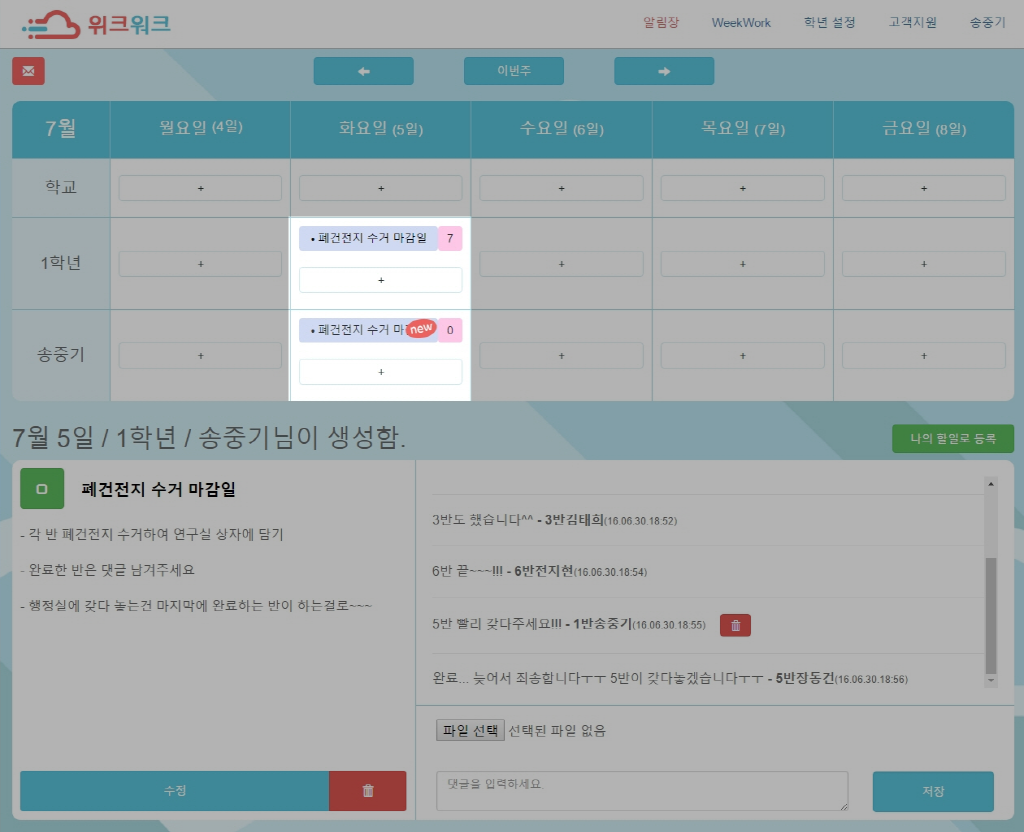 위크워크
알림장 WeekWork 학년 설정 고객지원 송중기
이번주
7월 월요일 (4일) 화요일 (5일) 수요일 (6일) 목요일 (7일) 금요일 (8일)
학교 + + + + +
• 폐건전지 수거 마감일 7
1학년 + + + + +
• 폐건전지 수거 마 new 0
송중기 + + + + +
7월 5일 / 1학년 / 송중기님이 생성함.
나의 할일로 등록
폐건전지 수거 마감일
- 각 반 폐건전지 수거하여 연구실 상자에 담기
- 완료한 반은 댓글 남겨주세요
- 행정실에 갖다 놓는건 마지막에 완료하는 반이 하는걸로~~~
수정
3반도 했습니다^^ - 3반김태희(16.06.30.18:52)
6반 끝~~~!!! - 6반전지현(16.06.30.18:54)
5반 빨리 갖다주세요!!! - 1반송중기(16.06.30.18:55)
완료... 늦어서 죄송합니다ㅜㅜ 5반이 갖다놓겠습니다ㅜㅜ - 5반장동건(16.06.30.18:56)
파일 선택 선택된 파일 없음
댓글을 입력하세요
저장